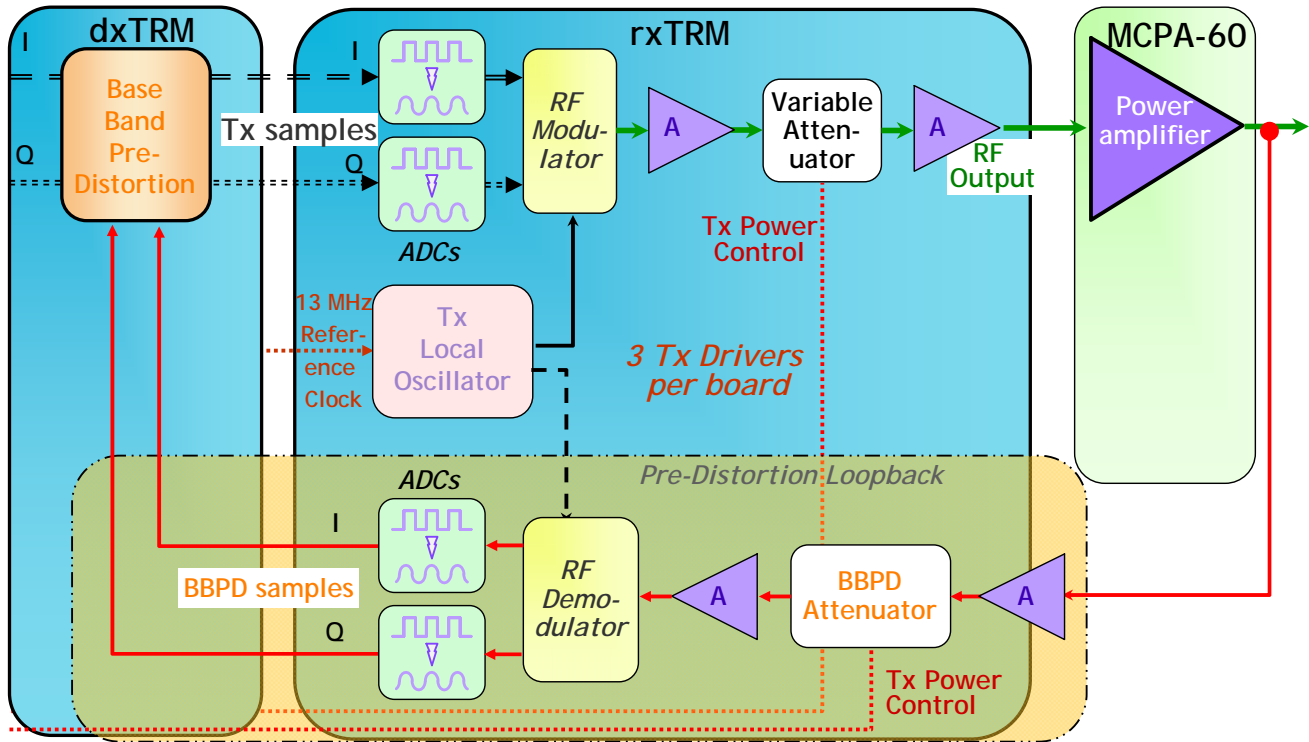 dxTRM
rxTRM
MCPA-60
I
Q
Base
Band
Pre-
Distortion
Tx samples
I
Q
ADCs
RF
Modu-
lator
A
Variable
Atten-
uator
A
RF
Output
Power
amplifier
Tx Power
Control
13 MHz
Refer-
ence
Clock
Tx
Local
Oscillator
3 Tx Drivers
per board
Pre-Distortion Loopback
ADCs
I
BBPD samples
Q
RF
Demo-
dulator
A
BBPD
Attenuator
A
Tx Power
Control